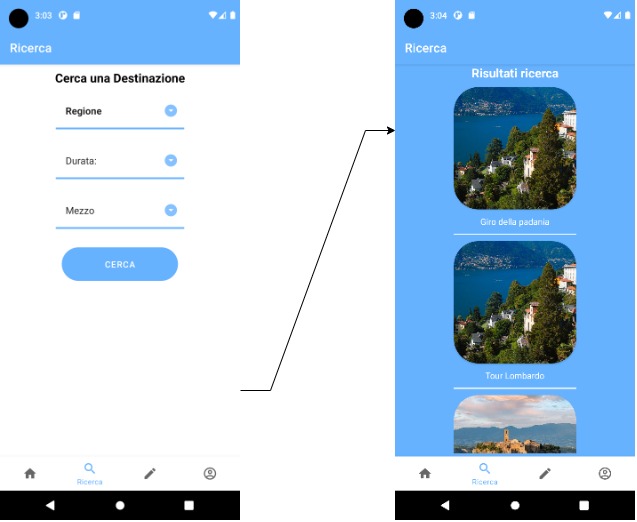 3:03
Ricerca
Cerca una Destinazione
Regione
Durata:
Mezzo
CERCA
Ricerca
3:04
Ricerca
Risultati ricerca
Giro della padania
Tour Lombardo
Ricerca